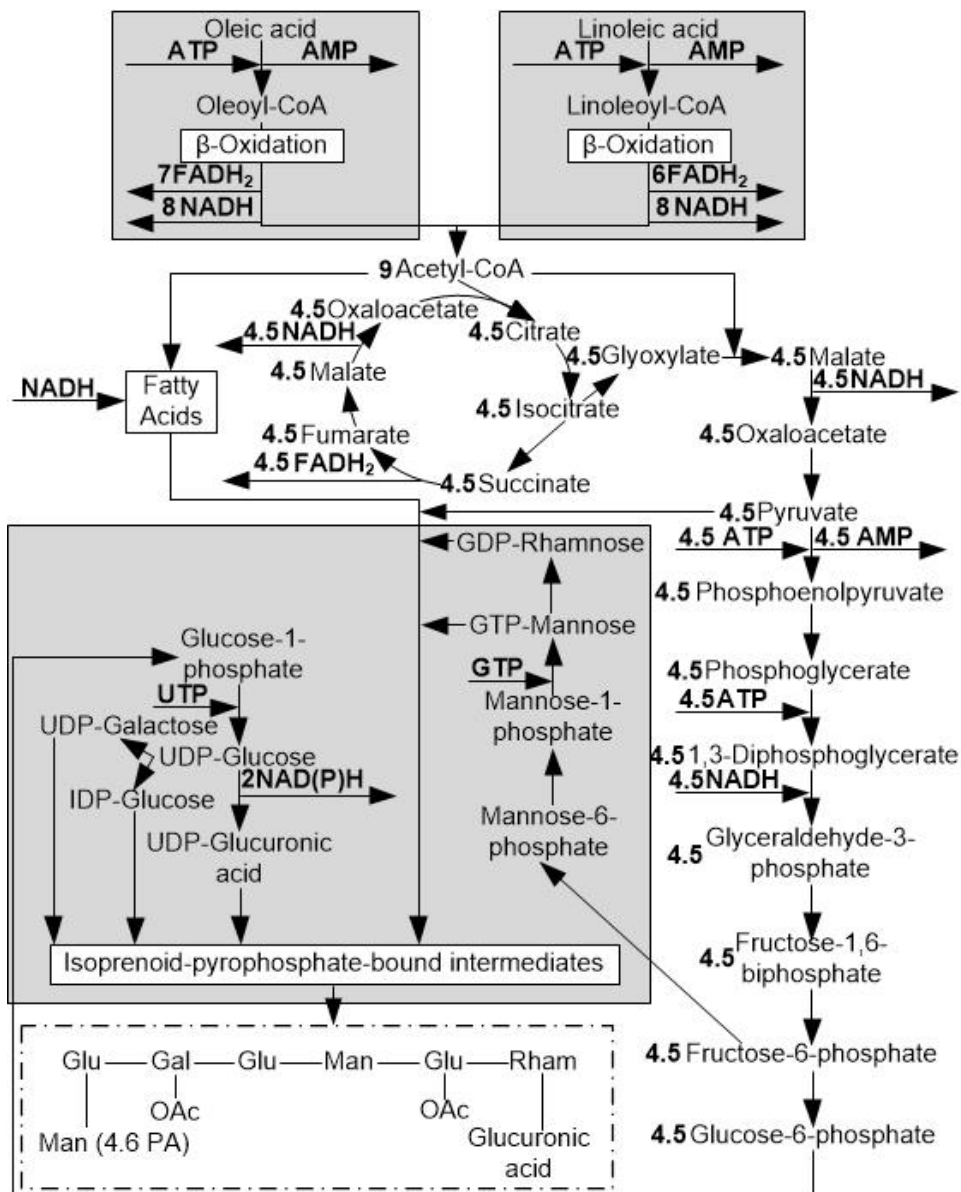 Oleic acid
ATP AMP
Oleoyl-CoA
β-Oxidation
7FADH₂
8 NADH
Linoleic acid
ATP AMP
Linoleoyl-CoA
β-Oxidation
6FADH₂
8 NADH
9 Acetyl-CoA
4.5 Oxaloacetate
4.5 NADH
4.5 Citrate
4.5 Glyoxylate
4.5 Malate
4.5 Malate
4.5 NADH
NADH
Fatty
Acids
4.5 Isocitrate
4.5 Fumarate
4.5 FADH₂
4.5 Succinate
4.5 Oxaloacetate
4.5 Pyruvate
4.5 ATP 4.5 AMP
4.5 Phosphoenolpyruvate
4.5 Phosphoglycerate
4.5 ATP
4.5 1,3-Diphosphoglycerate
4.5 NADH
4.5 Glyceraldehyde-3-
phosphate
4.5 Fructose-1,6-
biphosphate
4.5 Fructose-6-phosphate
4.5 Glucose-6-phosphate
GDP-Rhamnose
GTP-Mannose
GTP
Mannose-1-
phosphate
Mannose-6-
phosphate
Glucose-1-
phosphate
UTP
UDP-Galactose
UDP-Glucose
2NAD(P)H
IDP-Glucose
UDP-Glucuronic
acid
Isoprenoid-pyrophosphate-bound intermediates
Glu Gal Glu Man Glu Rham
OAc OAc
Man (4.6 PA)
Glucuronic
acid